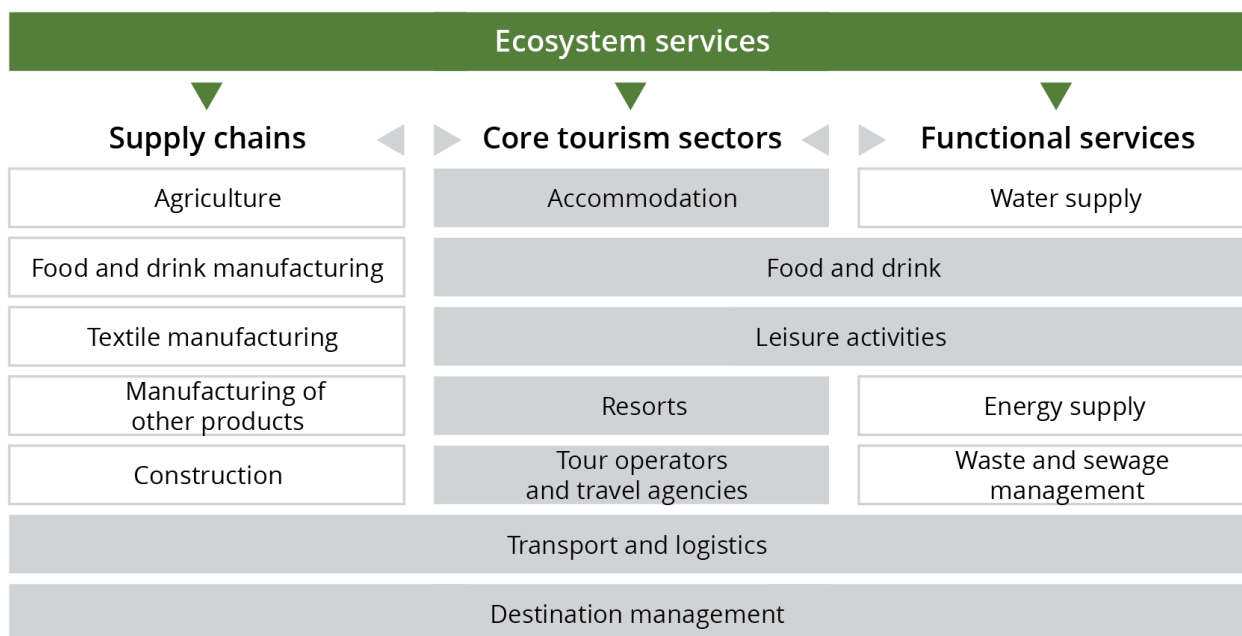 Ecosystem services
Supply chains
Core tourism sectors
Functional services
Agriculture
Accommodation
Water supply
Food and drink manufacturing
Food and drink
Textile manufacturing
Leisure activities
Manufacturing of
other products
Resorts
Energy supply
Construction
Tour operators
and travel agencies
Waste and sewage
management
Transport and logistics
Destination management